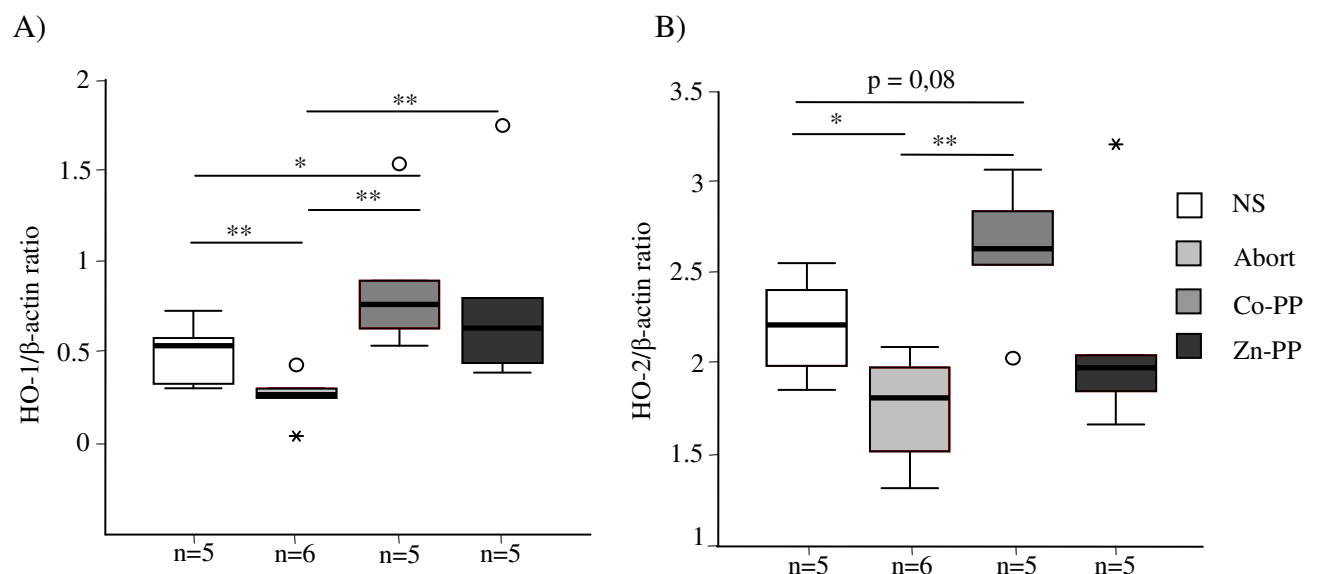 A)
HO-1/β-actin ratio
2
1.5
1
0.5
0
**
*
**
**
n=5
n=6
n=5
n=5
B)
HO-2/β-actin ratio
3.5
3
2.5
2
1.5
1
p = 0,08
*
**
n=5
n=6
n=5
n=5
NS
Abort
Co-PP
Zn-PP